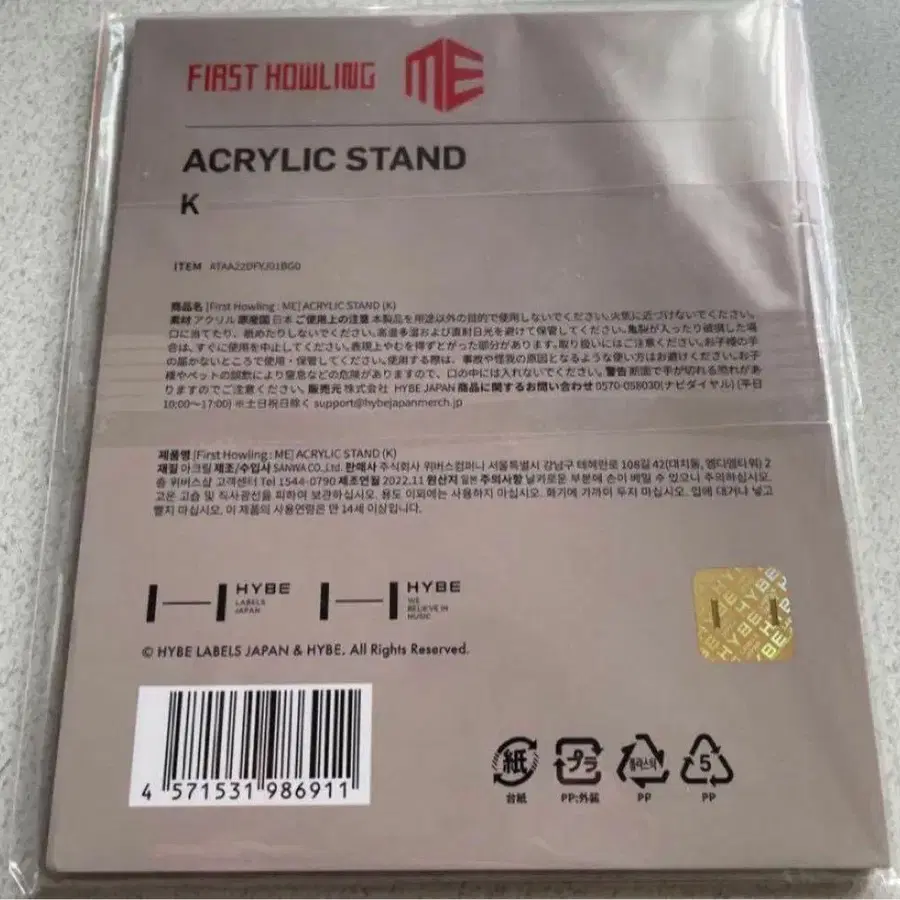 FIRST HOWLING ME
ACRYLIC STAND
K
ITEM ATAA22DFYJ01BG0
商品名 [First Howling : ME] ACRYLIC STAND (K)
素材 アクリル 原産国 日本 ご使用上の注意 本製品を用途以外の目的で使用しないでください。火気に近づけないでください。
口に当てたり、舐めたりしないでください。高温多湿および直射日光を避けて保管してください。亀裂が入ったり破損した場
合は、すぐに使用を中止してください。表現上やむを得ずとがった部分があります。取り扱いにはご注意ください。お子様の手
の届かないところで使用・保管してください。使用する際は、事故や怪我の原因となるような使い方はお避けください。お子
様やペットの誤飲により窒息などの危険がありますので、口の中には入れないでください。警告 断面で手が切れる恐れがあ
りますのでご注意ください。販売元 株式会社 HYBE JAPAN 商品に関するお問い合わせ 0570-058030(ナビダイヤル) (平日
10:00～17:00) ※土日祝日除く support@hybejapanmerch.jp
제품명 [First Howling : ME] ACRYLIC STAND (K)
재질 아크릴 제조/수입사 SANWA CO.,Ltd. 판매사 주식회사 위버스컴퍼니 서울특별시 강남구 테헤란로 108길 42(대치동, 엠디엠타워) 2
층 위버스샵 고객센터 Tel 1544-0790 제조연월 2022.11 원산지 일본 주의사항 날카로운 부분에 손이 베일 수 있으니 주의하십시오.
고온 고습 및 직사광선을 피하여 보관하십시오. 용도 이외에는 사용하지 마십시오. 화기에 가까이 두지 마십시오. 입에 대거나 넣고
빨지 마십시오. 이 제품의 사용연령은 만 14세 이상입니다.
HYBE
LABELS
JAPAN
HYBE
WE
BELIEVE IN
MUSIC
© HYBE LABELS JAPAN & HYBE. All Rights Reserved.
HYBE
4 571531 986911
紙 プラ 플라스틱 5
台紙 PP:外装 PP PP